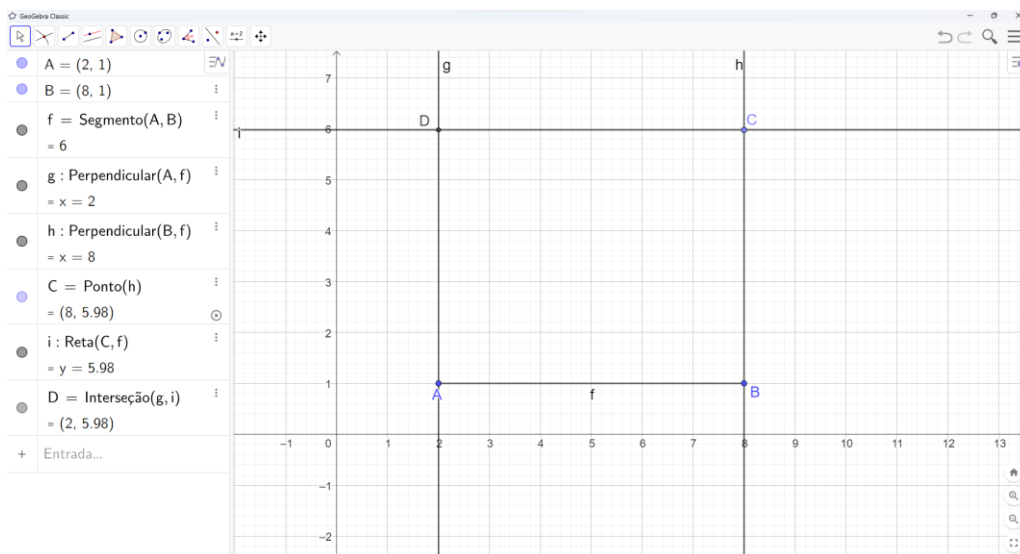 GeoGebra Classic
a=2
A = (2, 1)
B = (8, 1)
f = Segmento(A, B)
= 6
g : Perpendicular(A, f)
= x = 2
h : Perpendicular(B, f)
= x = 8
C = Ponto(h)
= (8, 5.98)
i : Reta(C, f)
= y = 5.98
D = Interseção(g, i)
= (2, 5.98)
+ Entrada...
g h
7
D C
6
i
5
4
3
2
1
A f B
−1 0 1 2 3 4 5 6 7 8 9 10 11 12 13
−1
−2